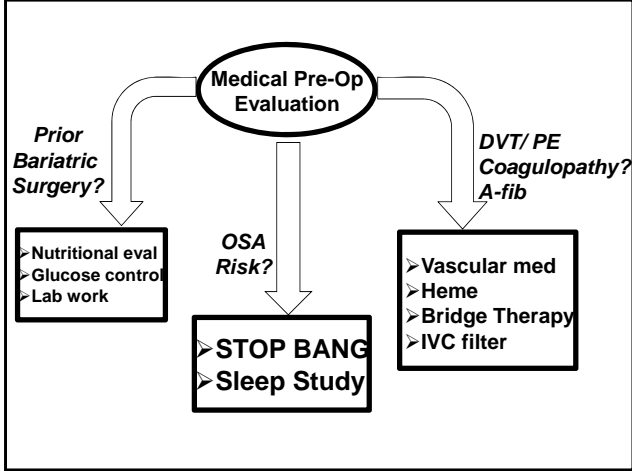 Medical Pre-Op
Evaluation
Prior
Bariatric
Surgery?
➢Nutritional eval
➢Glucose control
➢Lab work
OSA
Risk?
➢STOP BANG
➢Sleep Study
DVT/ PE
Coagulopathy?
A-fib
➢Vascular med
➢Heme
➢Bridge Therapy
➢IVC filter